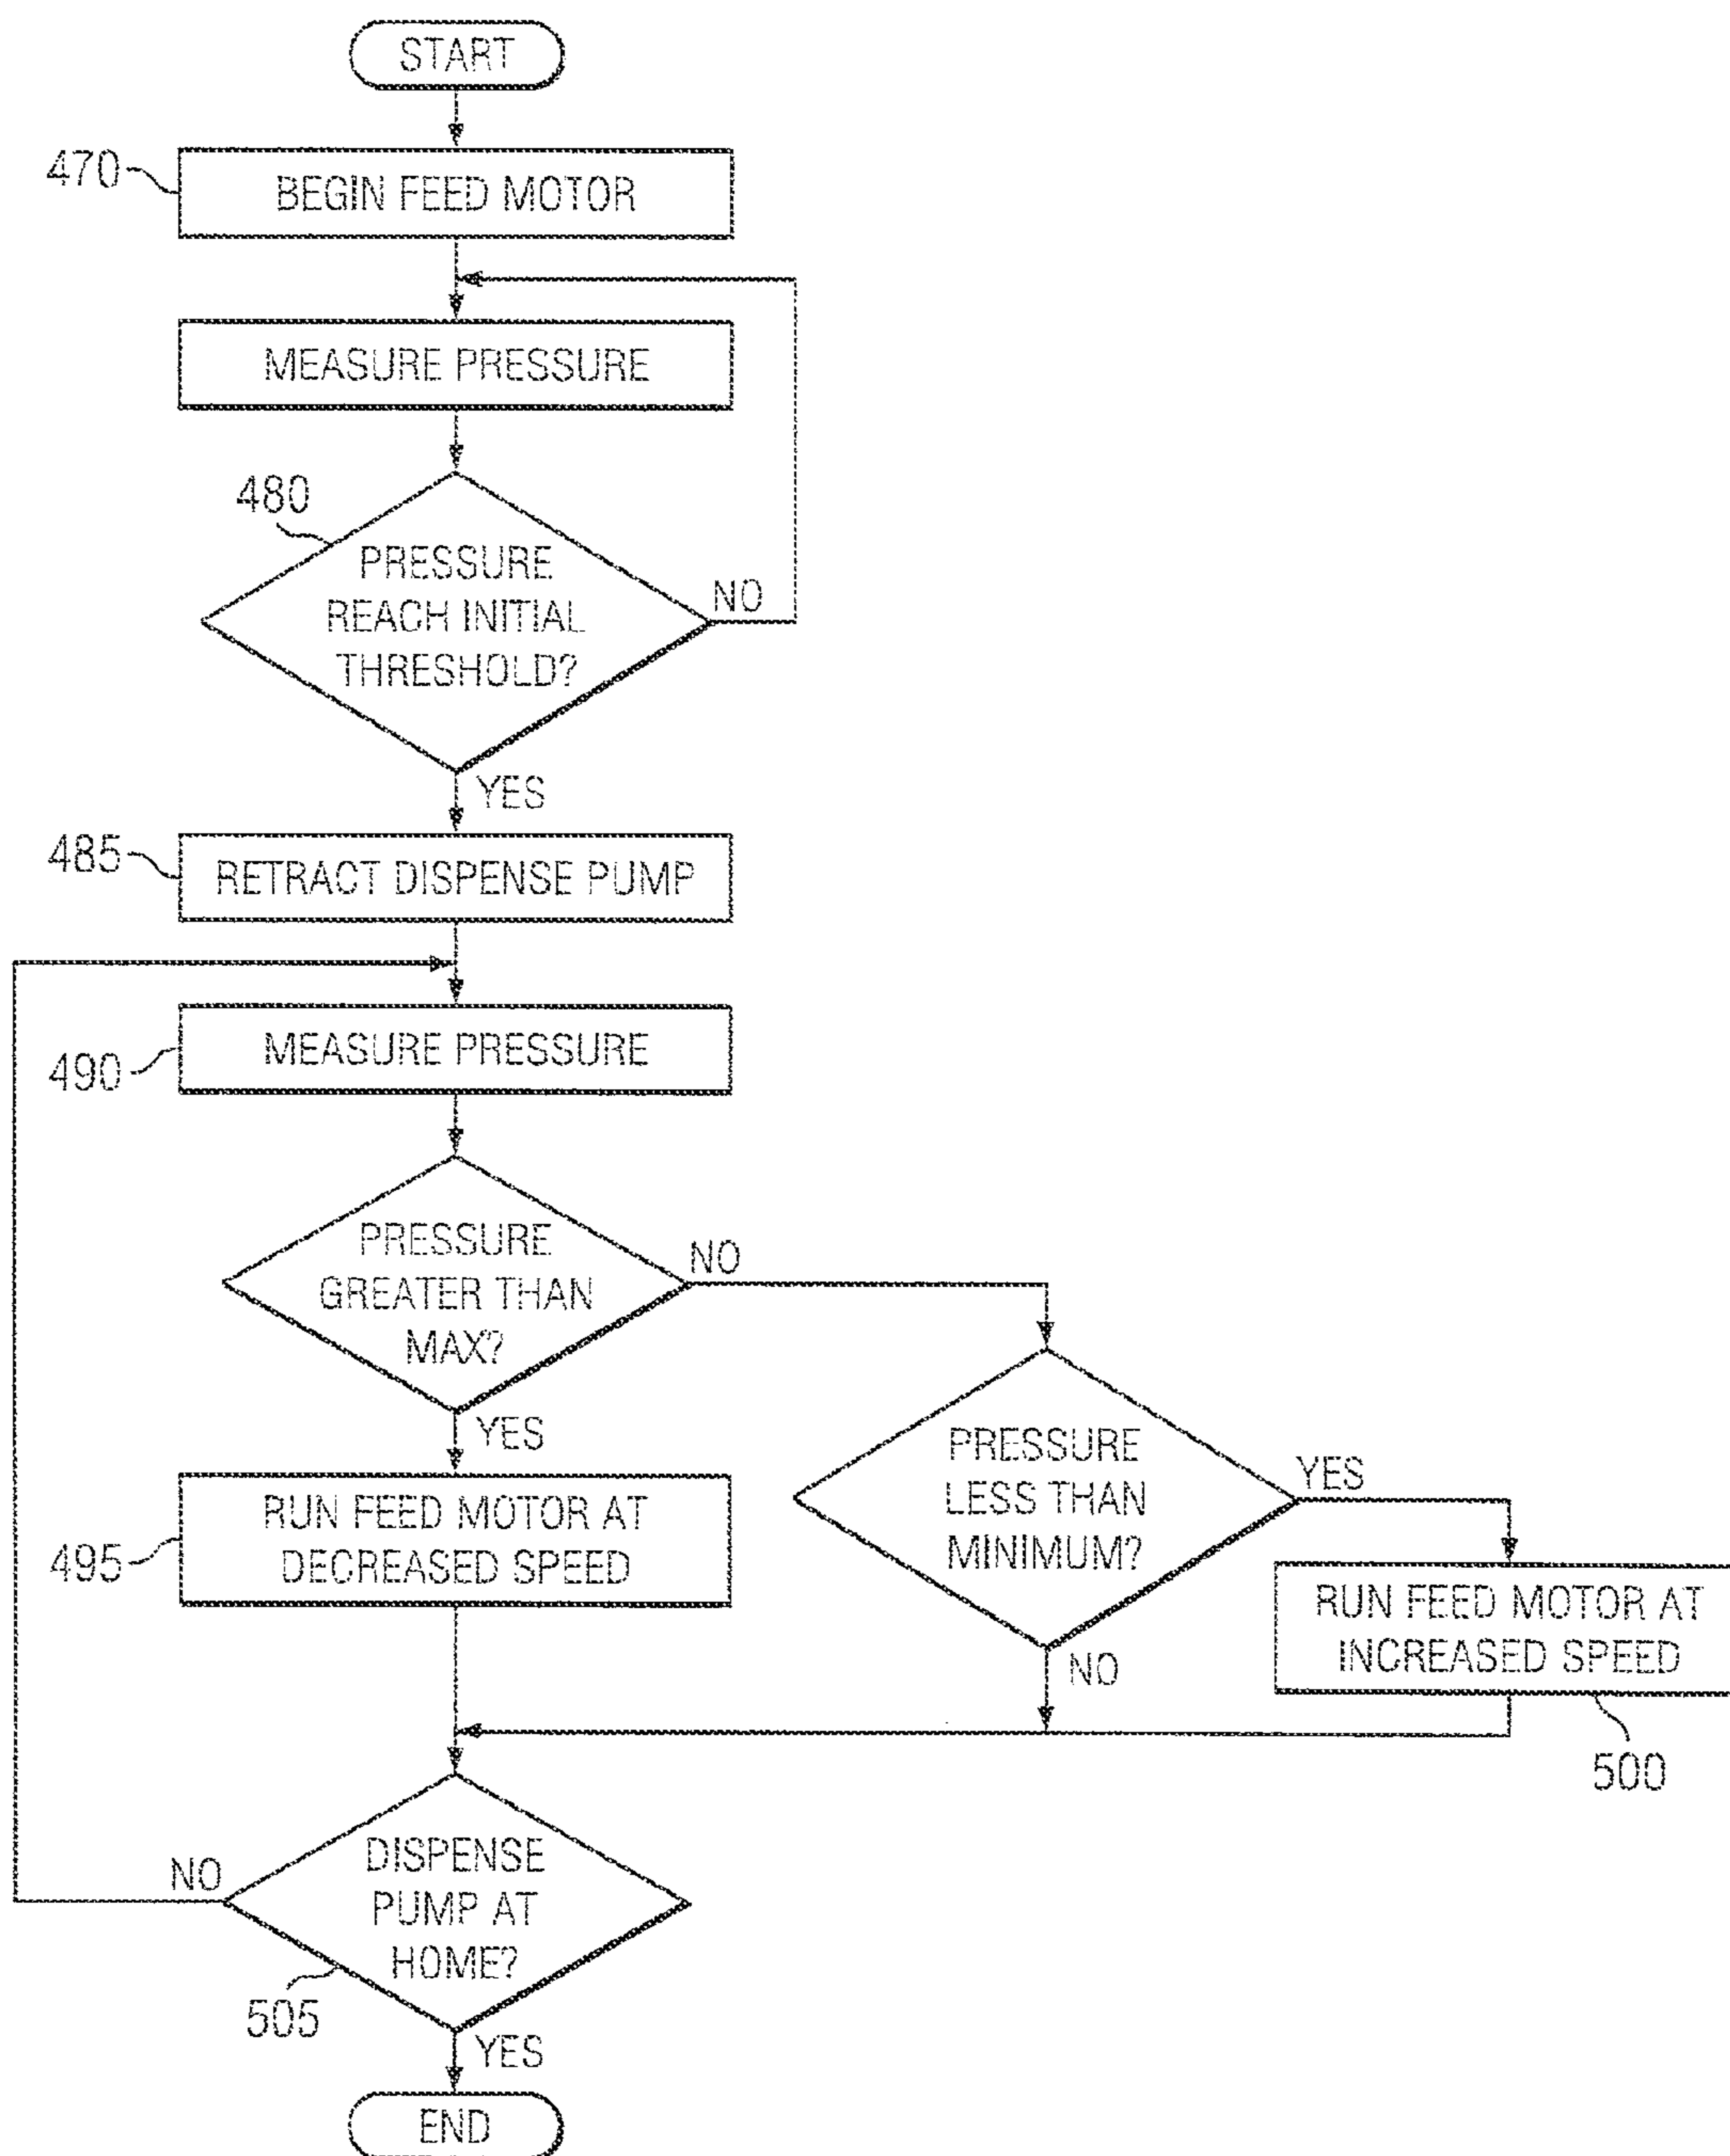 START
470
BEGIN FEED MOTOR
MEASURE PRESSURE
480
PRESSURE
REACH INITIAL
THRESHOLD?
NO
YES
485
RETRACT DISPENSE PUMP
490
MEASURE PRESSURE
PRESSURE
GREATER THAN
MAX?
NO
YES
PRESSURE
LESS THAN
MINIMUM?
YES
NO
495
RUN FEED MOTOR AT
DECREASED SPEED
RUN FEED MOTOR AT
INCREASED SPEED
500
DISPENSE
PUMP AT
HOME?
NO
505
YES
END